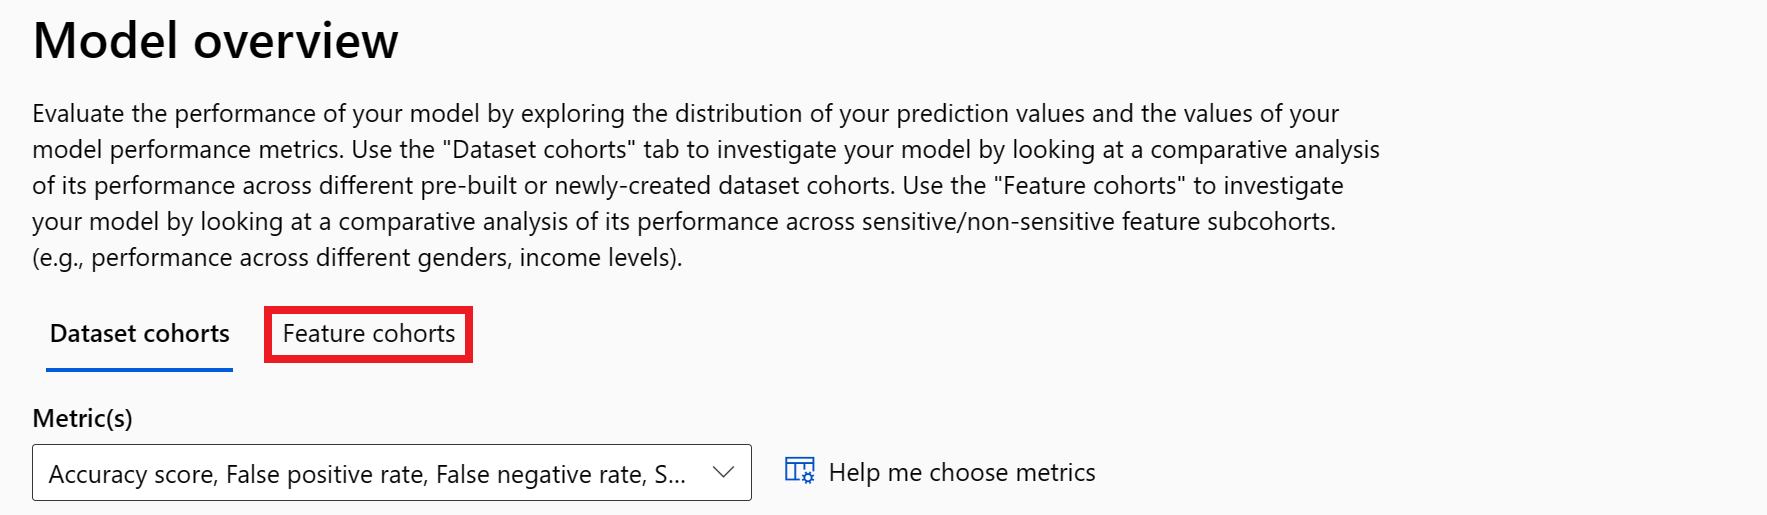 Model overview
Evaluate the performance of your model by exploring the distribution of your prediction values and the values of your
model performance metrics. Use the "Dataset cohorts" tab to investigate your model by looking at a comparative analysis
of its performance across different pre-built or newly-created dataset cohorts. Use the "Feature cohorts" to investigate
your model by looking at a comparative analysis of its performance across sensitive/non-sensitive feature subcohorts.
(e.g., performance across different genders, income levels).
Dataset cohorts Feature cohorts
Metric(s)
Accuracy score, False positive rate, False negative rate, S... Help me choose metrics